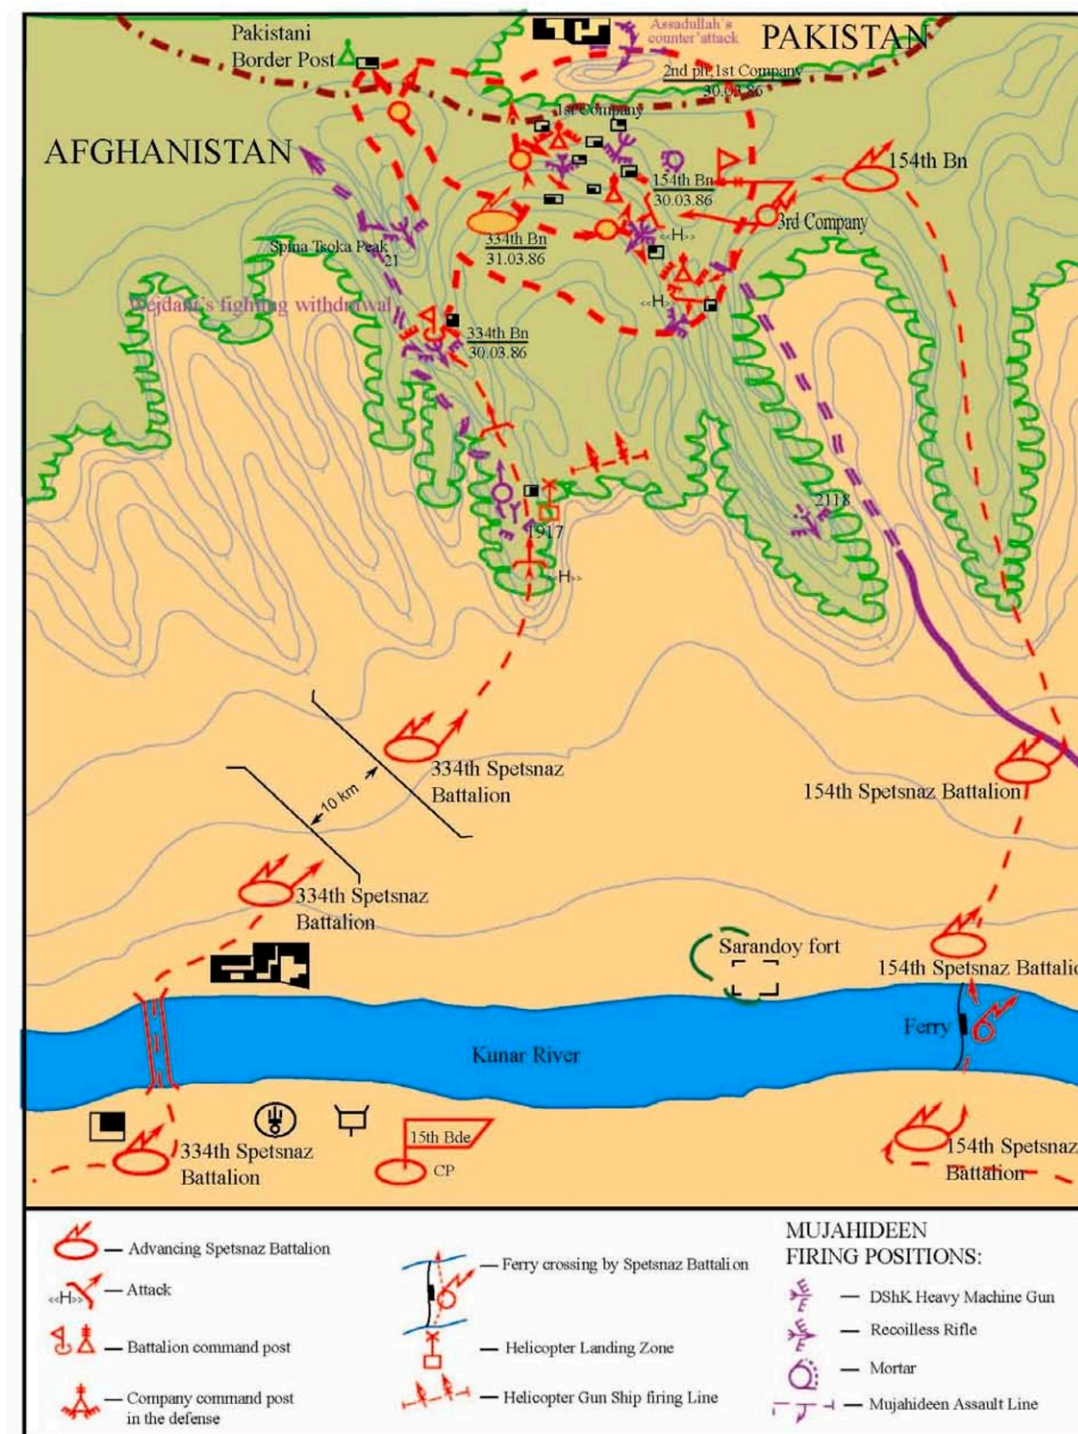 Pakistani
Border Post
Assadullah's
counter'attack
PAKISTAN
2nd plt,1st Company
30.03.86
1st Company
AFGHANISTAN
154th Bn
154th Bn
30.03.86
3rd Company
<<H>>
334th Bn
31.03.86
Spina Tsoka Peak
21
<<H>>
Wejdani's fighting withdrawal
334th Bn
30.03.86
2118
1917
<<H>>
334th Spetsnaz
Battalion
10 km
154th Spetsnaz Battalion
334th Spetsnaz
Battalion
Sarandoy fort
154th Spetsnaz Battalio
Ferry
Kunar River
334th Spetsnaz
Battalion
15th Bde
CP
154th Spetsnaz
Battalion
Advancing Spetsnaz Battalion
<<H>>
Attack
Battalion command post
Company command post
in the defense
Ferry crossing by Spetsnaz Battalion
Helicopter Landing Zone
Helicopter Gun Ship firing Line
MUJAHIDEEN
FIRING POSITIONS:
DShK Heavy Machine Gun
Recoilless Rifle
Mortar
Mujahideen Assault Line